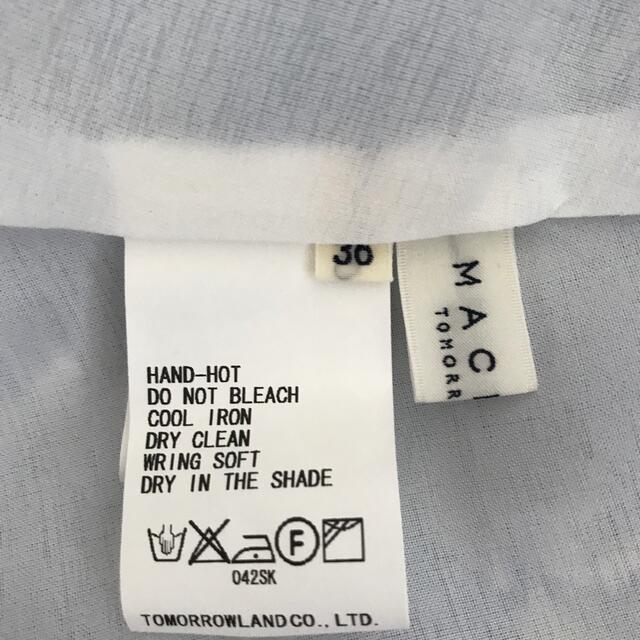 36
MAC
TOMORR
HAND-HOT
DO NOT BLEACH
COOL IRON
DRY CLEAN
WRING SOFT
DRY IN THE SHADE
F
042SK
TOMORROWLAND CO., LTD.